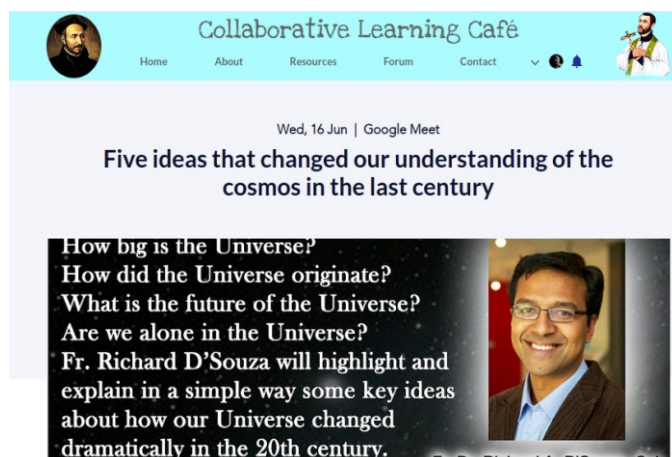 Collaborative Learning Café
Home About Resources Forum Contact
Wed, 16 Jun | Google Meet
Five ideas that changed our understanding of the
cosmos in the last century
How big is the Universe?
How did the Universe originate?
What is the future of the Universe?
Are we alone in the Universe?
Fr. Richard D'Souza will highlight and
explain in a simple way some key ideas
about how our Universe changed
dramatically in the 20th century.